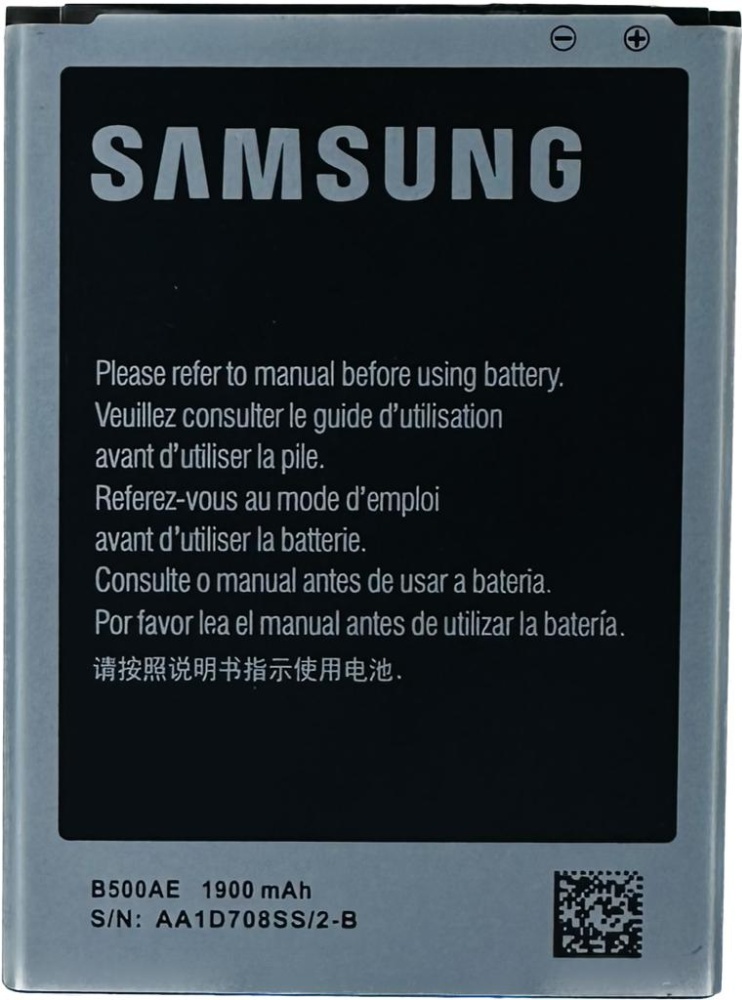 ⊖ ⊕
SAMSUNG
Please refer to manual before using battery.
Veuillez consulter le guide d'utilisation
avant d'utiliser la pile.
Referez-vous au mode d'emploi
avant d'utiliser la batterie.
Consulte o manual antes de usar a bateria.
Por favor lea el manual antes de utilizar la batería.
请按照说明书指示使用电池.
B500AE 1900 mAh
S/N: AA1D708SS/2-B